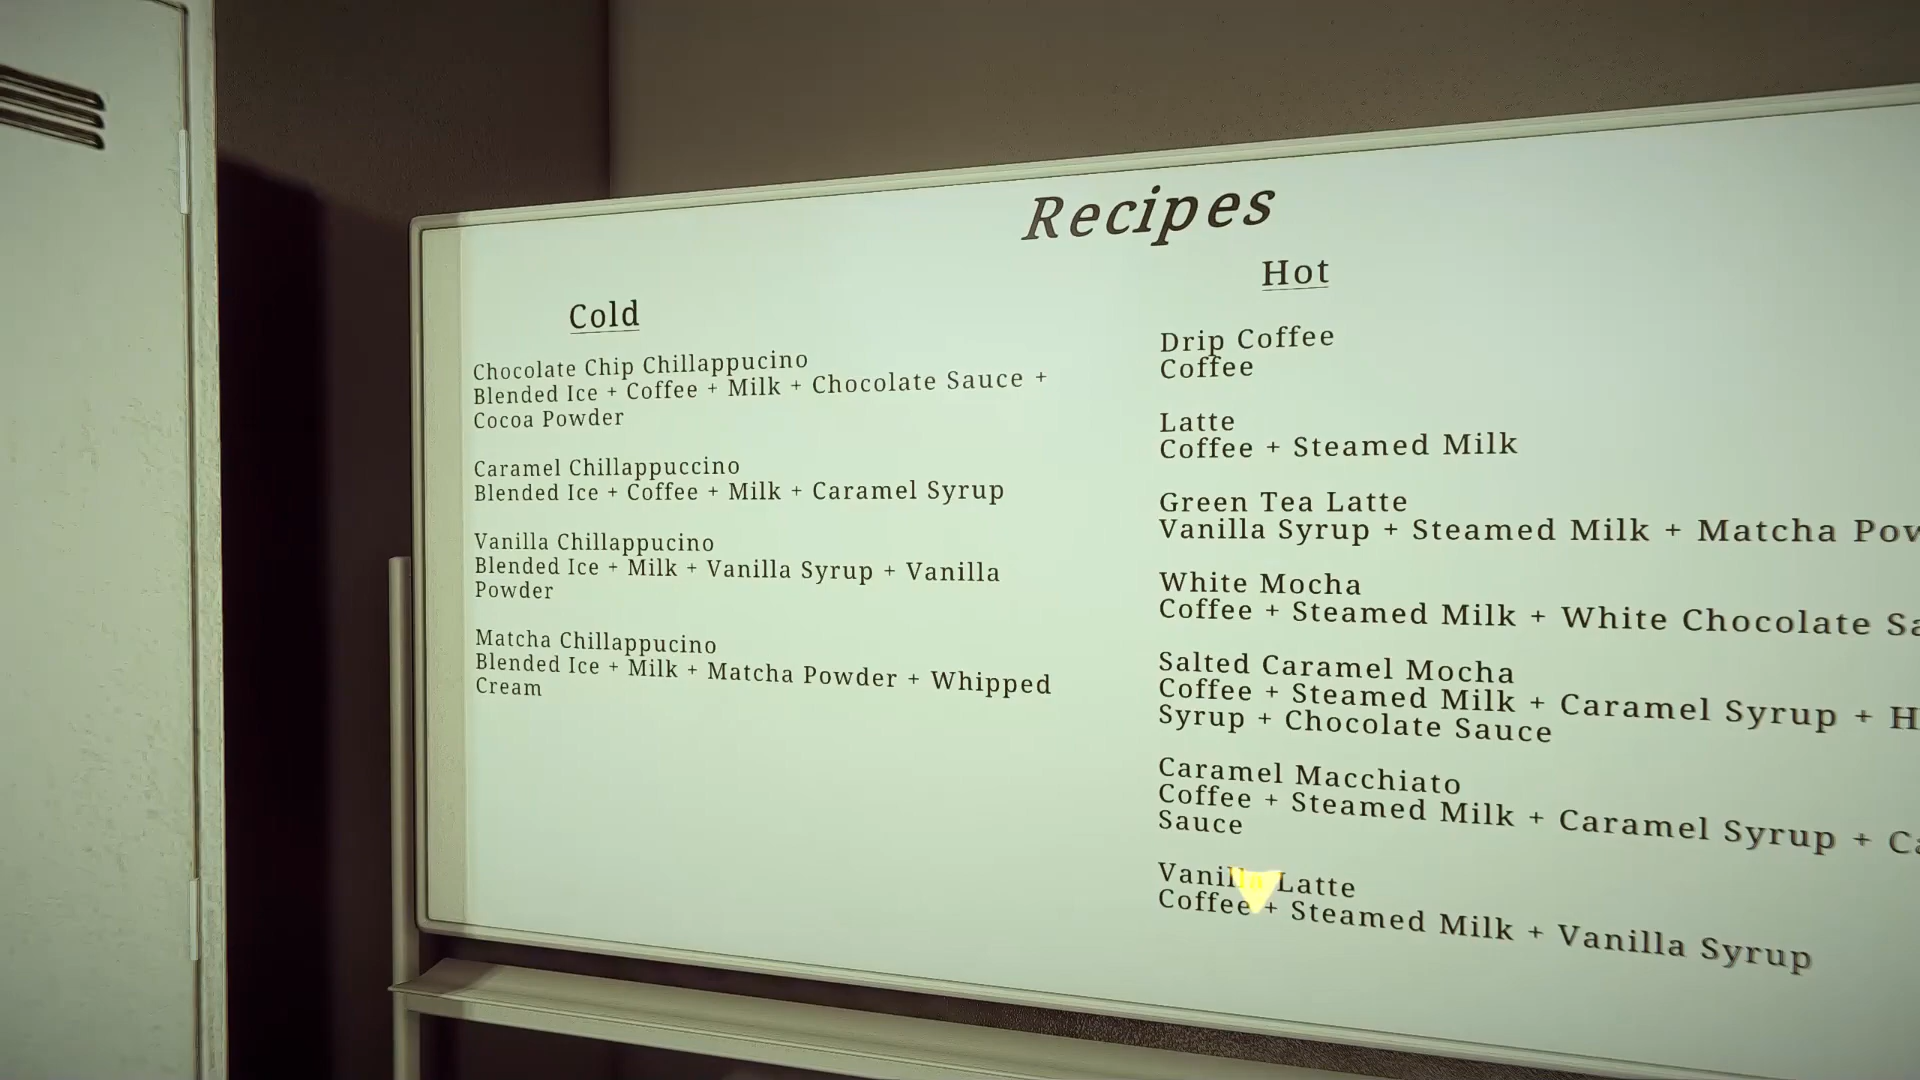 Recipes
Cold
Chocolate Chip Chillappucino
Blended Ice + Coffee + Milk + Chocolate Sauce +
Cocoa Powder
Caramel Chillappuccino
Blended Ice + Coffee + Milk + Caramel Syrup
Vanilla Chillappucino
Blended Ice + Milk + Vanilla Syrup + Vanilla
Powder
Matcha Chillappucino
Blended Ice + Milk + Matcha Powder + Whipped
Cream
Hot
Drip Coffee
Coffee
Latte
Coffee + Steamed Milk
Green Tea Latte
Vanilla Syrup + Steamed Milk + Matcha
White Mocha
Coffee + Steamed Milk + White Chocolate
Salted Caramel Mocha
Coffee + Steamed Milk + Caramel Syrup +
Syrup + Chocolate Sauce
Caramel Macchiato
Coffee + Steamed Milk + Caramel Syrup +
Sauce
Vanilla Latte
Coffee + Steamed Milk + Vanilla Syrup